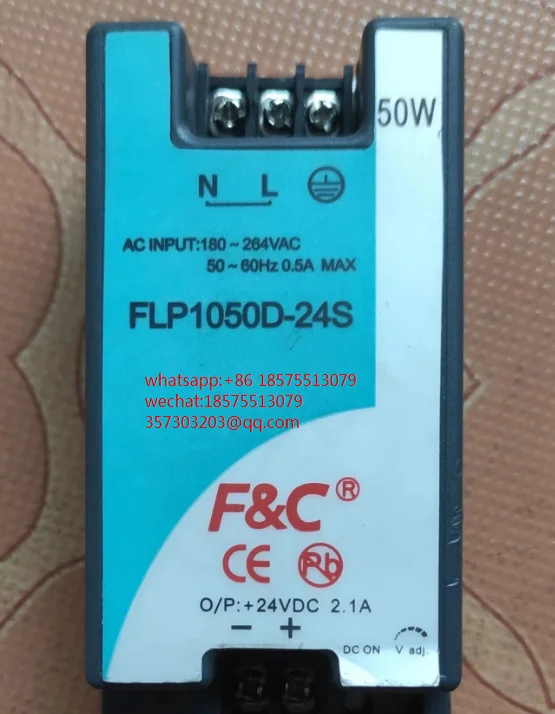 50W
N L
AC INPUT:180~264VAC
50~60Hz 0.5A MAX
FLP1050D-24S
whatsapp:+86 18575513079
wechat:18575513079
357303203@qq.com
F&C®
CE Pb
O/P:+24VDC 2.1A
− +
DC ON V adj.